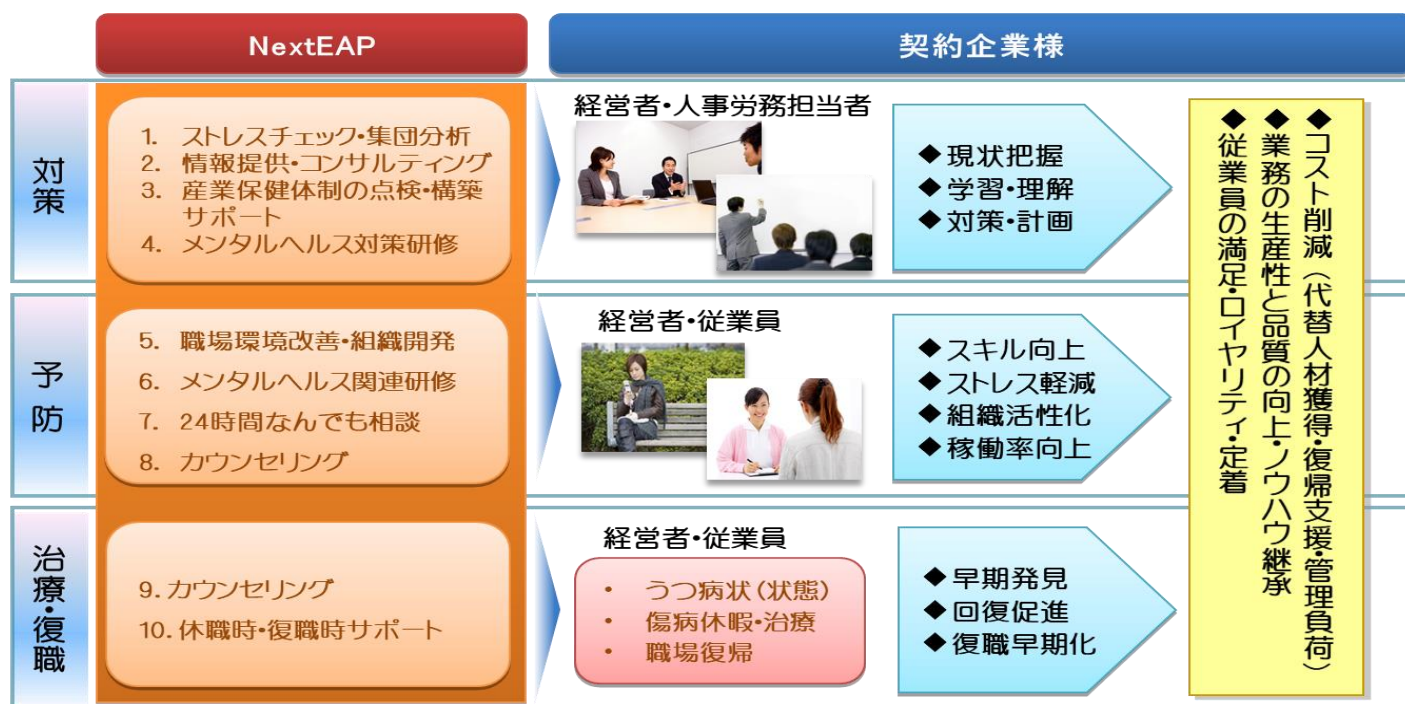 NextEAP
契約企業様
対策
1. ストレスチェック・集団分析
2. 情報提供・コンサルティング
3. 産業保健体制の点検・構築
サポート
4. メンタルヘルス対策研修
経営者・人事労務担当者
◆現状把握
◆学習・理解
◆対策・計画
予防
5. 職場環境改善・組織開発
6. メンタルヘルス関連研修
7. 24時間なんでも相談
8. カウンセリング
経営者・従業員
◆スキル向上
◆ストレス軽減
◆組織活性化
◆稼働率向上
治療・復職
9. カウンセリング
10. 休職時・復職時サポート
経営者・従業員
・ うつ病状(状態)
・ 傷病休暇・治療
・ 職場復帰
◆早期発見
◆回復促進
◆復職早期化
◆コスト削減(代替人材獲得・復帰支援・管理負荷)
◆業務の生産性と品質の向上・ノウハウ継承
◆従業員の満足・ロイヤリティ・定着